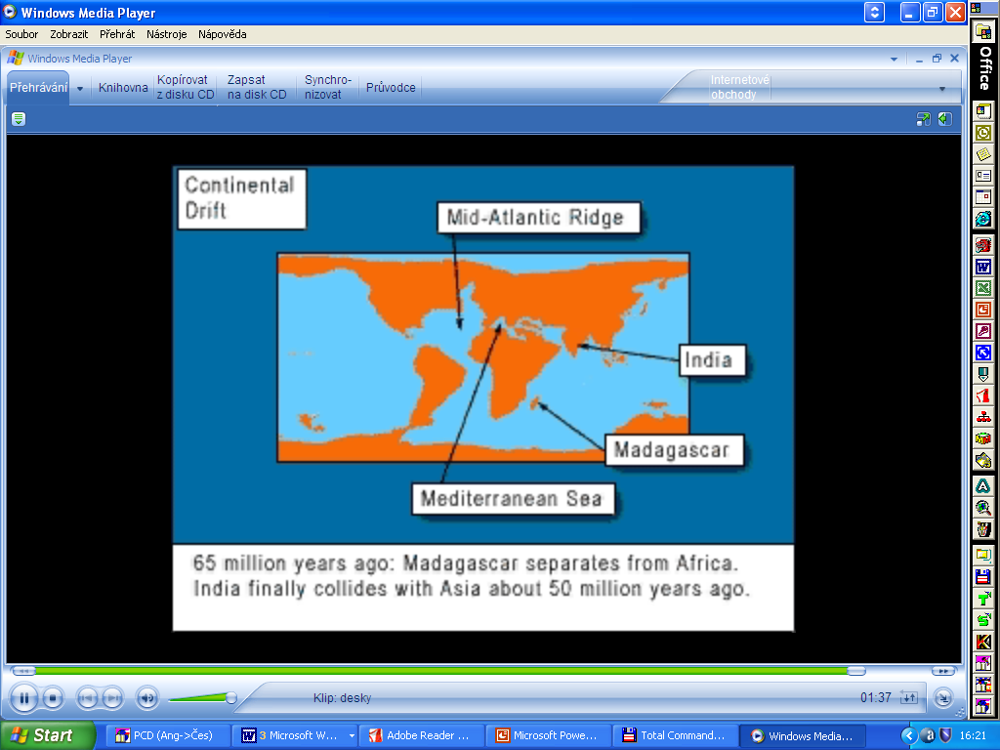 Windows Media Player
Soubor Zobrazit Přehrát Nástroje Nápověda
Windows Media Player
Přehrávání
Knihovna
Kopírovat
z disku CD
Zapsat
na disk CD
Synchro-
nizovat
Průvodce
Internetové
obchody
Office
Continental
Drift
Mid-Atlantic Ridge
India
Madagascar
Mediterranean Sea
65 million years ago: Madagascar separates from Africa.
India finally collides with Asia about 50 million years ago.
Klip: desky
01:37
Start
PCD (Ang->Čes)
3 Microsoft W...
Adobe Reader ...
Microsoft Powe...
Total Command...
Windows Media...
16:21